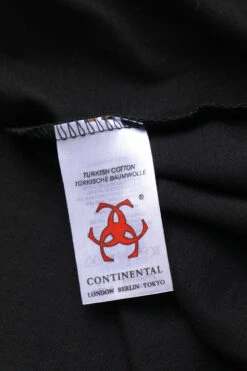 TURKISH COTTON
TÜRKISCHE BAUMWOLLE
®
CONTINENTAL
LONDON BERLIN TOKYO